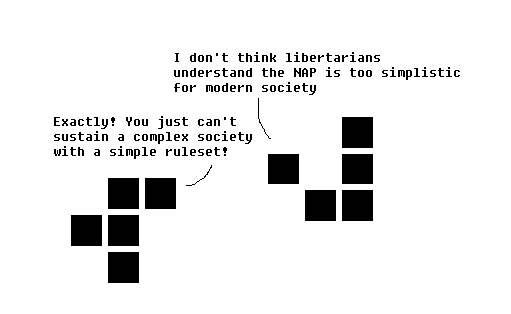 I don't think libertarians
understand the NAP is too simplistic
for modern society
Exactly! You just can't
sustain a complex society
with a simple ruleset!